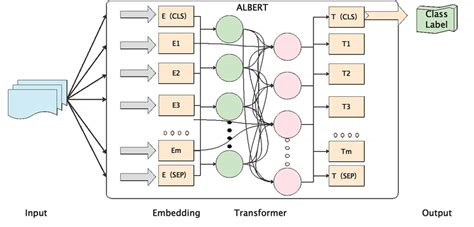 ALBERT
E (CLS)
T (CLS)
Class
Label
E1
T1
E2
T2
E3
T3
Em
Tm
E (SEP)
T (SEP)
Input
Embedding
Transformer
Output